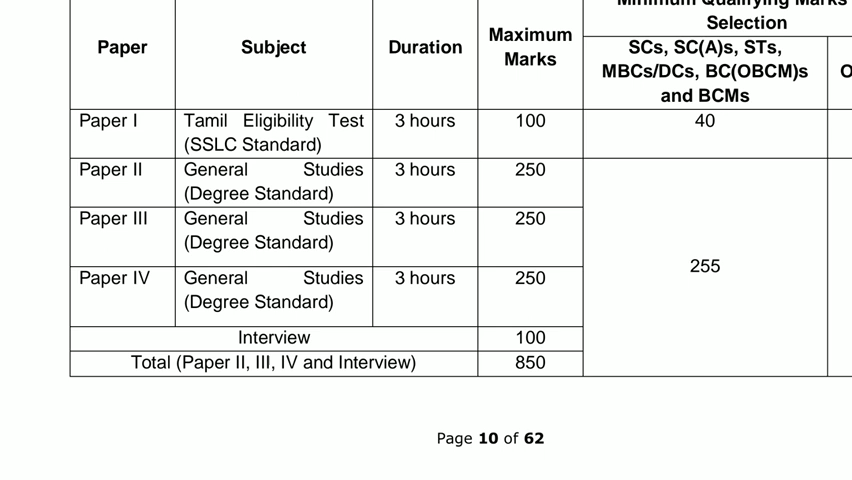 Minimum Qualifying Marks
Selection
Paper Subject Duration Maximum Marks
SCs, SC(A)s, STs,
MBCs/DCs, BC(OBCM)s
and BCMs
O
Paper I Tamil Eligibility Test 3 hours 100 40
(SSLC Standard)
Paper II General Studies 3 hours 250
(Degree Standard)
Paper III General Studies 3 hours 250
(Degree Standard)
255
Paper IV General Studies 3 hours 250
(Degree Standard)
Interview 100
Total (Paper II, III, IV and Interview) 850
Page 10 of 62